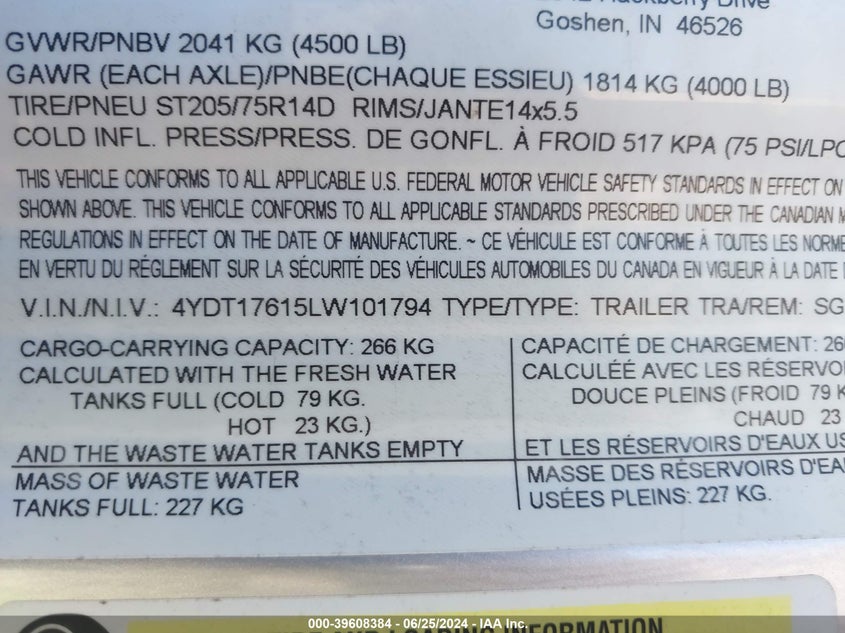 Goshen, IN 46526
GVWR/PNBV 2041 KG (4500 LB)
GAWR (EACH AXLE)/PNBE(CHAQUE ESSIEU) 1814 KG (4000 LB)
TIRE/PNEU ST205/75R14D RIMS/JANTE14x5.5
COLD INFL. PRESS/PRESS. DE GONFL. À FROID 517 KPA (75 PSI/LPC
THIS VEHICLE CONFORMS TO ALL APPLICABLE U.S. FEDERAL MOTOR VEHICLE SAFETY STANDARDS IN EFFECT ON
SHOWN ABOVE. THIS VEHICLE CONFORMS TO ALL APPLICABLE STANDARDS PRESCRIBED UNDER THE CANADIAN M
REGULATIONS IN EFFECT ON THE DATE OF MANUFACTURE. ~ CE VÉHICULE EST CONFORME À TOUTES LES NORME
EN VERTU DU RÉGLEMENT SUR LA SÉCURITÉ DES VÉHICULES AUTOMOBILES DU CANADA EN VIGUEUR À LA DATE
V.I.N./N.I.V.: 4YDT17615LW101794 TYPE/TYPE: TRAILER TRA/REM: SG
CARGO-CARRYING CAPACITY: 266 KG
CALCULATED WITH THE FRESH WATER
TANKS FULL (COLD 79 KG.
HOT 23 KG.)
AND THE WASTE WATER TANKS EMPTY
MASS OF WASTE WATER
TANKS FULL: 227 KG
CAPACITÉ DE CHARGEMENT: 26
CALCULÉE AVEC LES RÉSERVO
DOUCE PLEINS (FROID 79 K
CHAUD 23
ET LES RÉSERVOIRS D'EAUX US
MASSE DES RÉSERVOIRS D'EA
USÉES PLEINS: 227 KG.
000-39608384 - 06/25/2024 - IAA Inc.